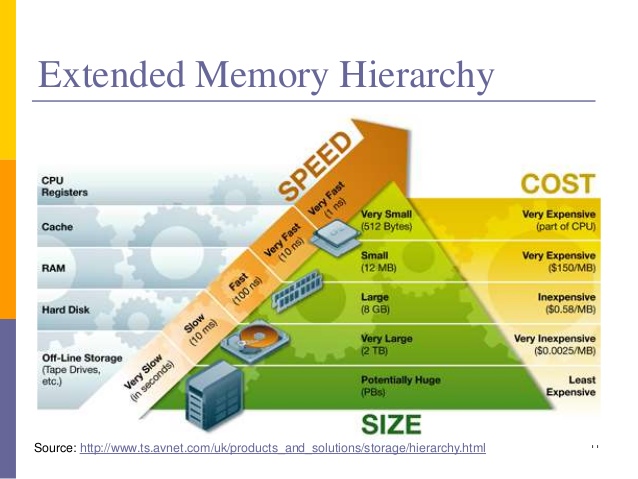 Extended Memory Hierarchy
SPEED
COST
CPU
Registers
Very Fast
(1 ns)
Very Small
(512 Bytes)
Very Expensive
(part of CPU)
Cache
Very Fast
(10 ns)
Small
(12 MB)
Very Expensive
($150/MB)
RAM
Fast
(100 ns)
Large
(8 GB)
Inexpensive
($0.58/MB)
Hard Disk
Slow
(10 ms)
Very Large
(2 TB)
Very Inexpensive
($0.0025/MB)
Off-Line Storage
(Tape Drives,
etc.)
Very Slow
(in seconds)
Potentially Huge
(PBs)
Least
Expensive
SIZE
Source: http://www.ts.avnet.com/uk/products_and_solutions/storage/hierarchy.html